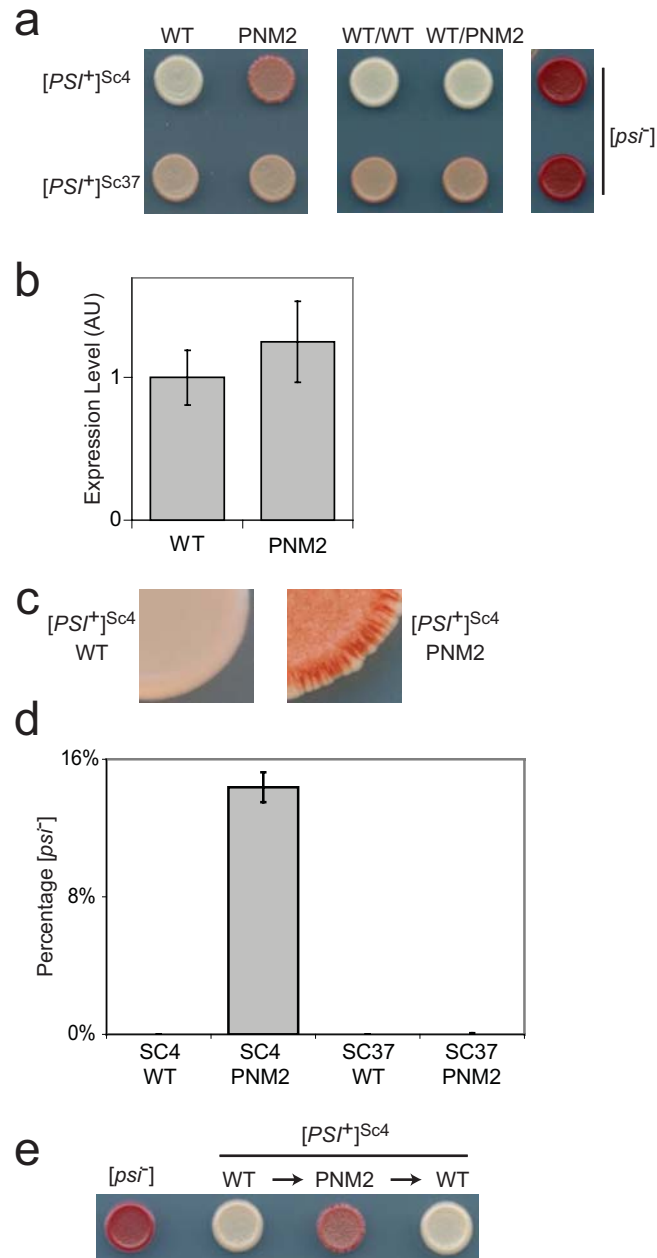 a
WT PNM2 WT/WT WT/PNM2
[PSI⁺]Sc4
[psi⁻]
[PSI⁺]Sc37
b
Expression Level (AU)
1
0
WT PNM2
c
[PSI⁺]Sc4
WT
[PSI⁺]Sc4
PNM2
d
Percentage [psi⁻]
16%
8%
0%
SC4 SC4 SC37 SC37
WT PNM2 WT PNM2
e
[PSI⁺]Sc4
[psi⁻] WT → PNM2 → WT